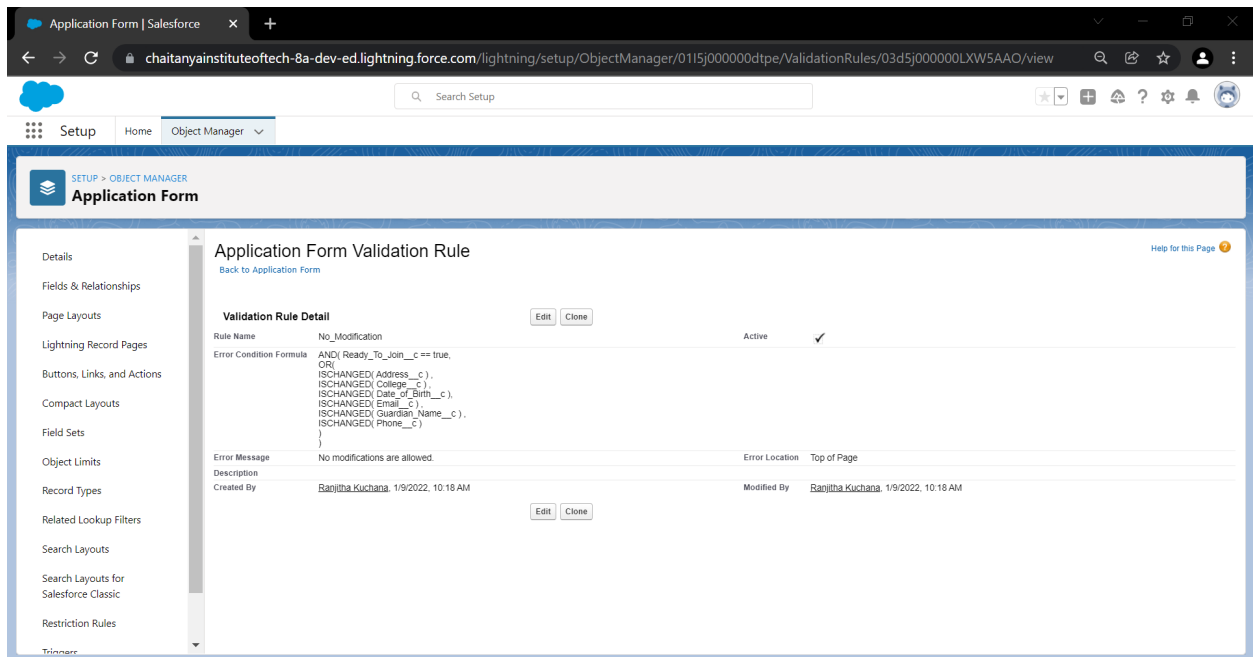 Application Form | Salesforce
chaitanyainstituteoftech-8a-dev-ed.lightning.force.com/lightning/setup/ObjectManager/01I5j000000dtpe/ValidationRules/03d5j000000LXW5AAO/view
Search Setup
Setup Home Object Manager
SETUP > OBJECT MANAGER
Application Form
Details
Fields & Relationships
Page Layouts
Lightning Record Pages
Buttons, Links, and Actions
Compact Layouts
Field Sets
Object Limits
Record Types
Related Lookup Filters
Search Layouts
Search Layouts for
Salesforce Classic
Restriction Rules
Triggers
Application Form Validation Rule
Help for this Page
Back to Application Form
Validation Rule Detail Edit Clone
Rule Name No_Modification Active
Error Condition Formula AND( Ready_To_Join__c == true,
OR(
ISCHANGED( Address__c ) ,
ISCHANGED( College__c ) ,
ISCHANGED( Date_of_Birth__c ),
ISCHANGED( Email__c ) ,
ISCHANGED( Guardian_Name__c ) ,
ISCHANGED( Phone__c )
)
)
Error Message No modifications are allowed. Error Location Top of Page
Description
Created By Ranjitha Kuchana, 1/9/2022, 10:18 AM Modified By Ranjitha Kuchana, 1/9/2022, 10:18 AM
Edit Clone